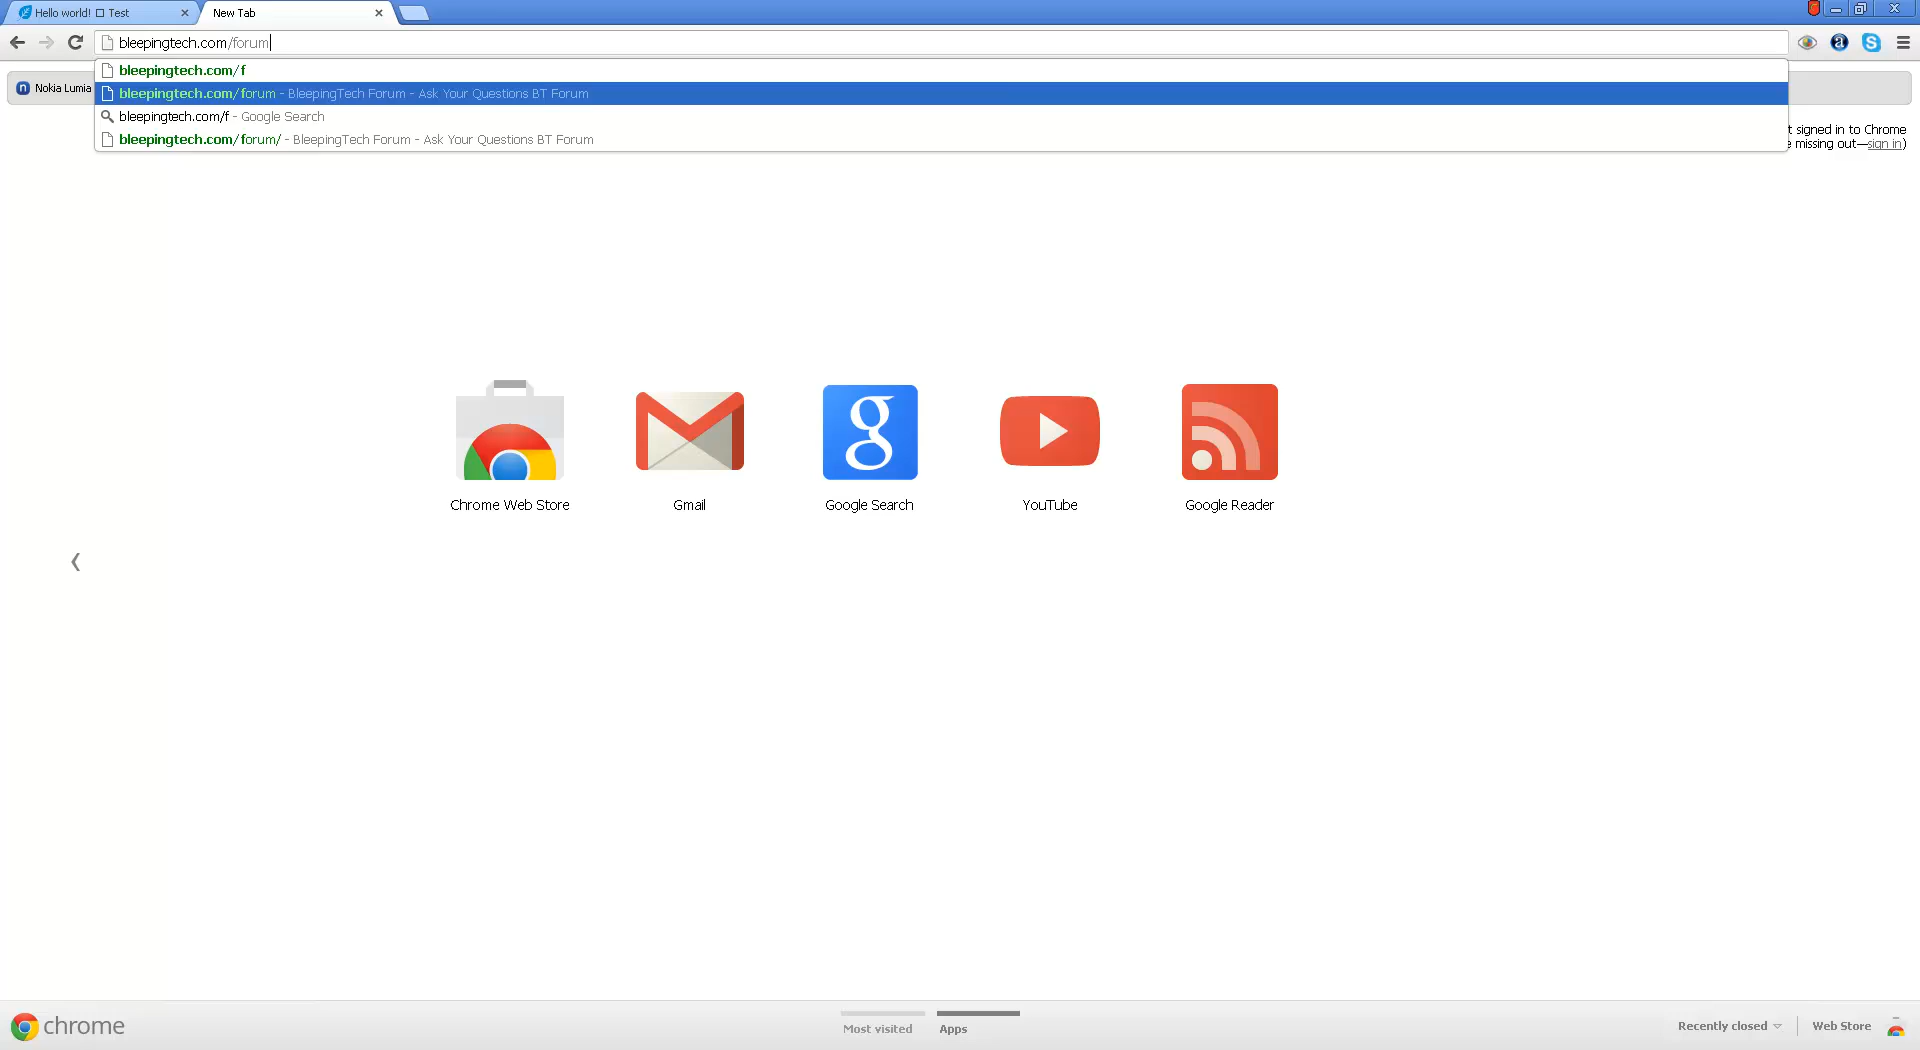 Hello world! □ Test
New Tab
bleepingtech.com/forum
bleepingtech.com/f
bleepingtech.com/forum - BleepingTech Forum - Ask Your Questions BT Forum
bleepingtech.com/f - Google Search
bleepingtech.com/forum/ - BleepingTech Forum - Ask Your Questions BT Forum
Nokia Lumia
signed in to Chrome
missing out—sign in)
Chrome Web Store
Gmail
Google Search
YouTube
Google Reader
chrome
Most visited
Apps
Recently closed
Web Store